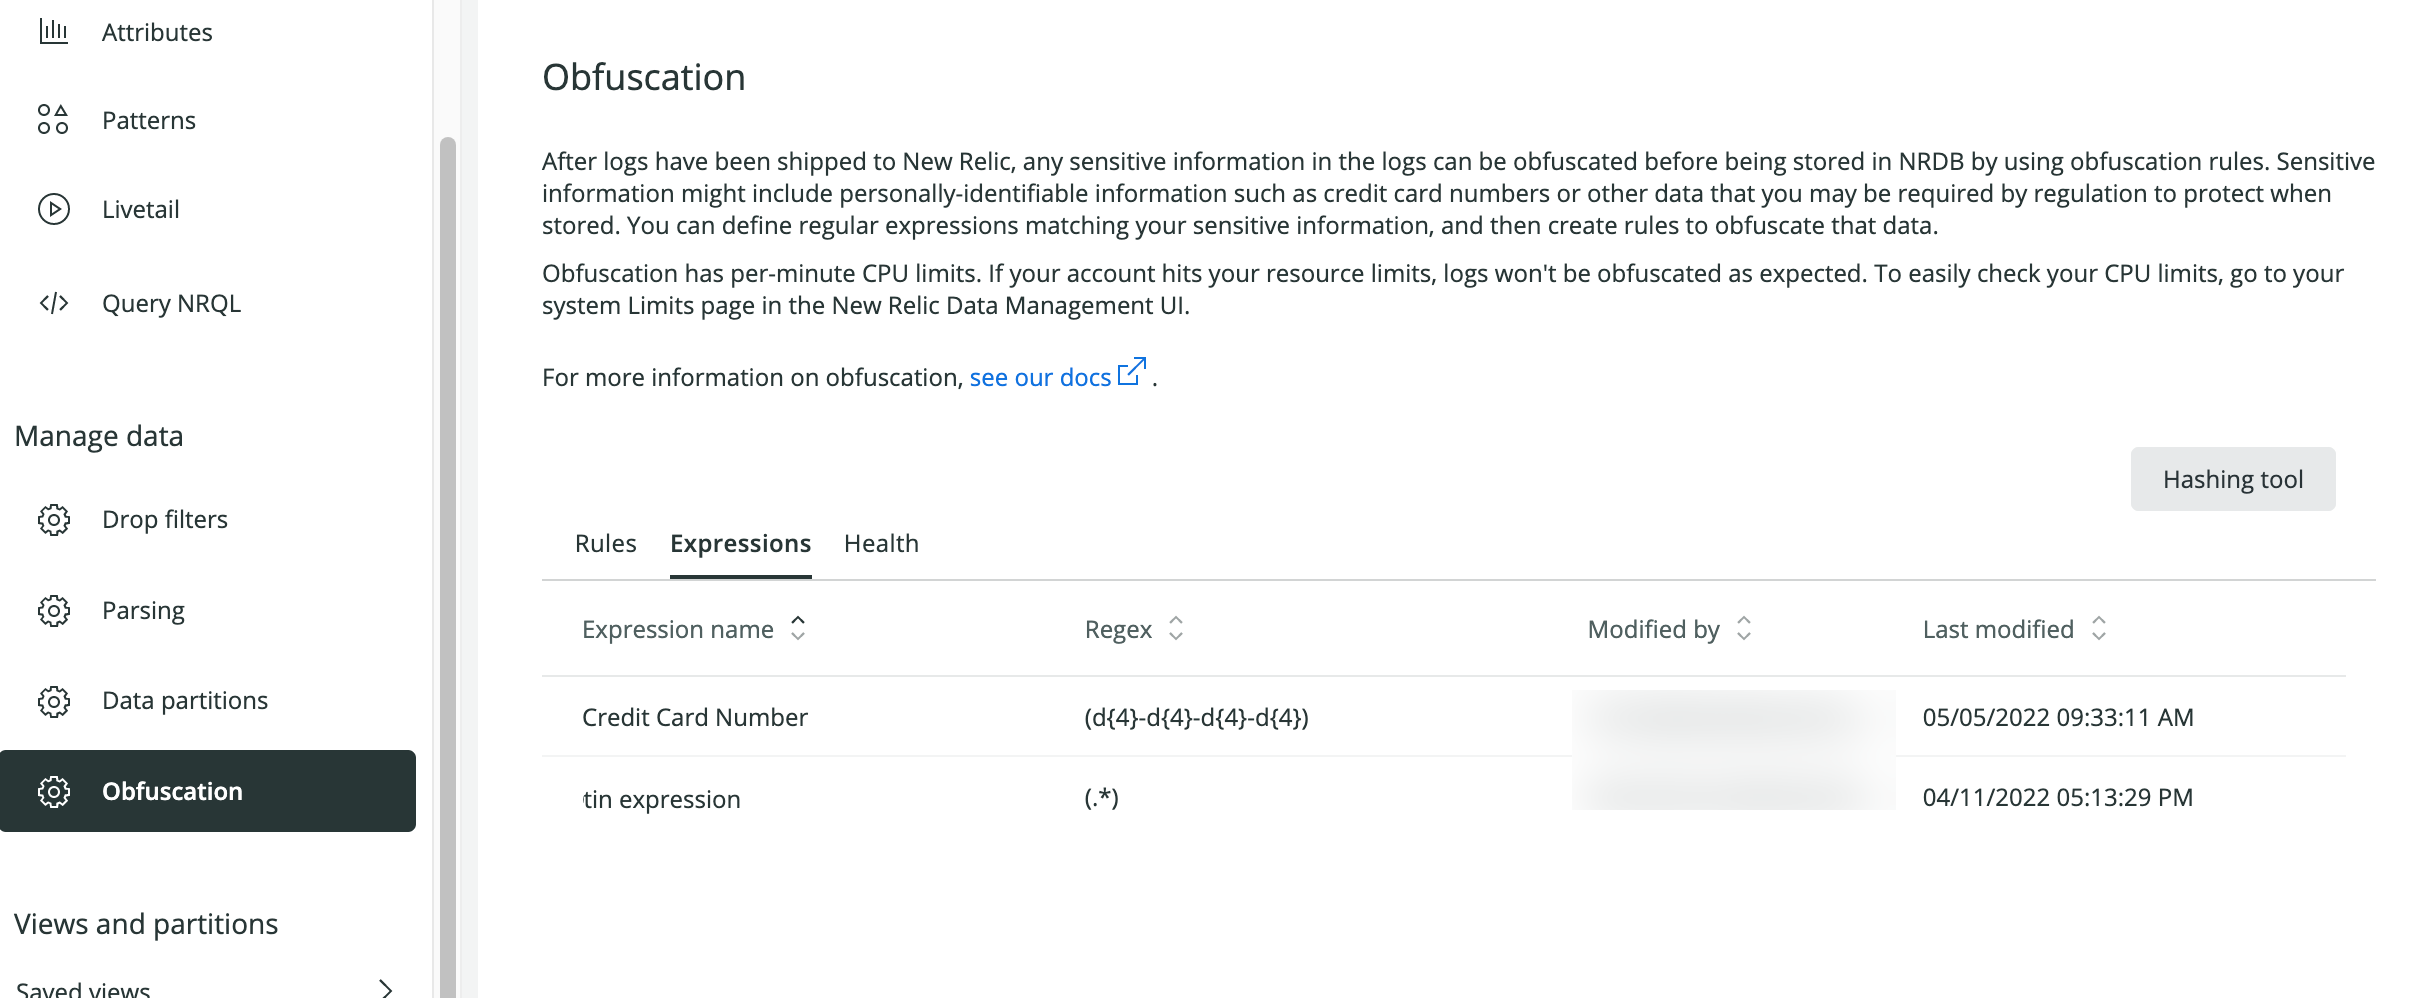 Attributes
Patterns
Livetail
Query NRQL
Manage data
Drop filters
Parsing
Data partitions
Obfuscation
Views and partitions
Saved views
Obfuscation
After logs have been shipped to New Relic, any sensitive information in the logs can be obfuscated before being stored in NRDB by using obfuscation rules. Sensitive
information might include personally-identifiable information such as credit card numbers or other data that you may be required by regulation to protect when
stored. You can define regular expressions matching your sensitive information, and then create rules to obfuscate that data.
Obfuscation has per-minute CPU limits. If your account hits your resource limits, logs won't be obfuscated as expected. To easily check your CPU limits, go to your
system Limits page in the New Relic Data Management UI.
For more information on obfuscation, see our docs .
Hashing tool
Rules Expressions Health
Expression name Regex Modified by Last modified
Credit Card Number (d{4}-d{4}-d{4}-d{4}) 05/05/2022 09:33:11 AM
tin expression (.*) 04/11/2022 05:13:29 PM